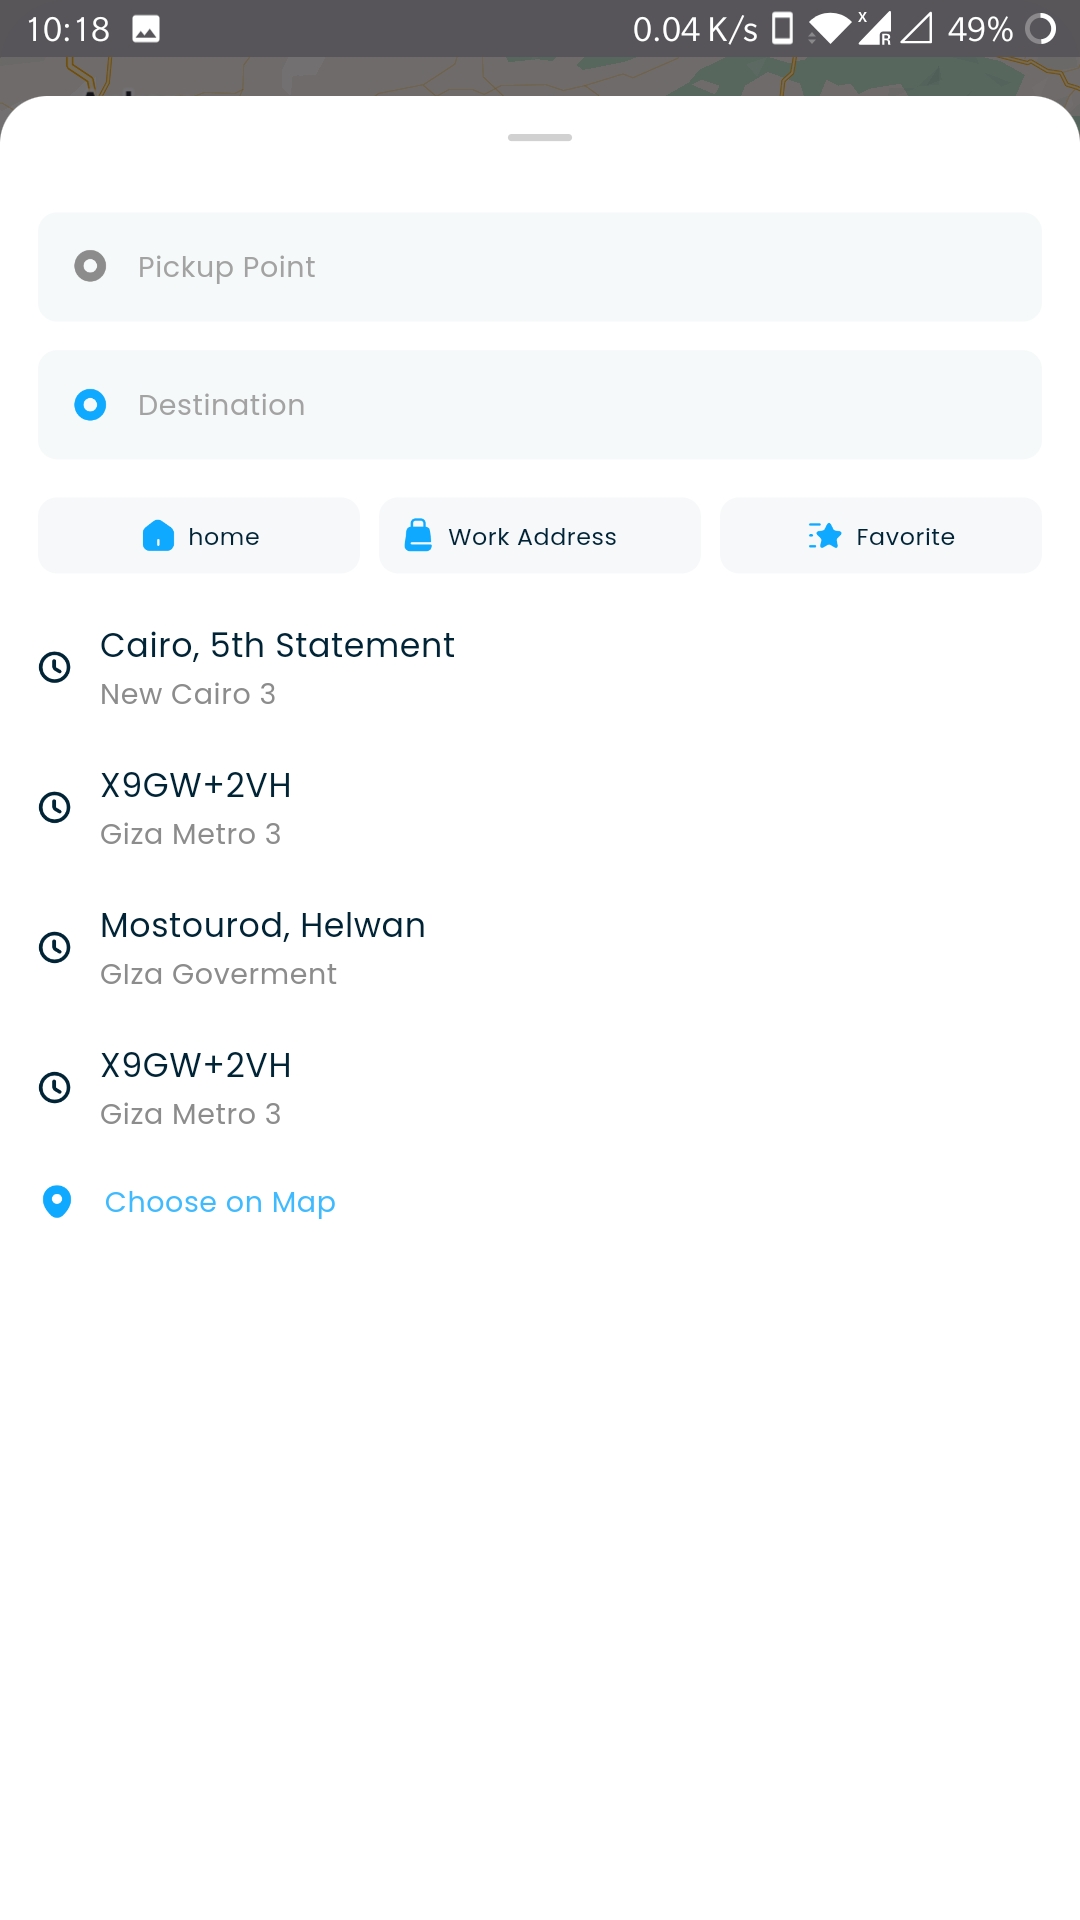 10:18
0.04 K/s
X
R
49%
Pickup Point
Destination
home
Work Address
Favorite
Cairo, 5th Statement
New Cairo 3
X9GW+2VH
Giza Metro 3
Mostourod, Helwan
GIza Goverment
X9GW+2VH
Giza Metro 3
Choose on Map